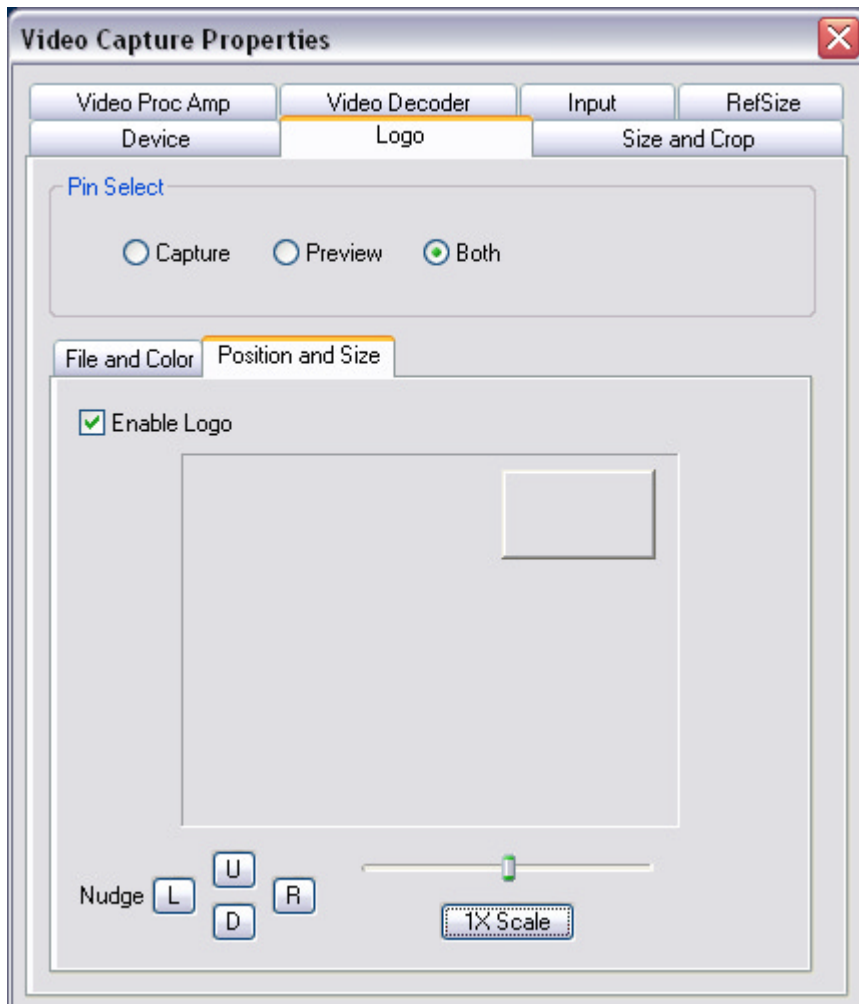 Video Capture Properties
Video Proc Amp Video Decoder Input RefSize
Device Logo Size and Crop
Pin Select
Capture Preview Both
File and Color Position and Size
Enable Logo
U
Nudge L R
D 1X Scale